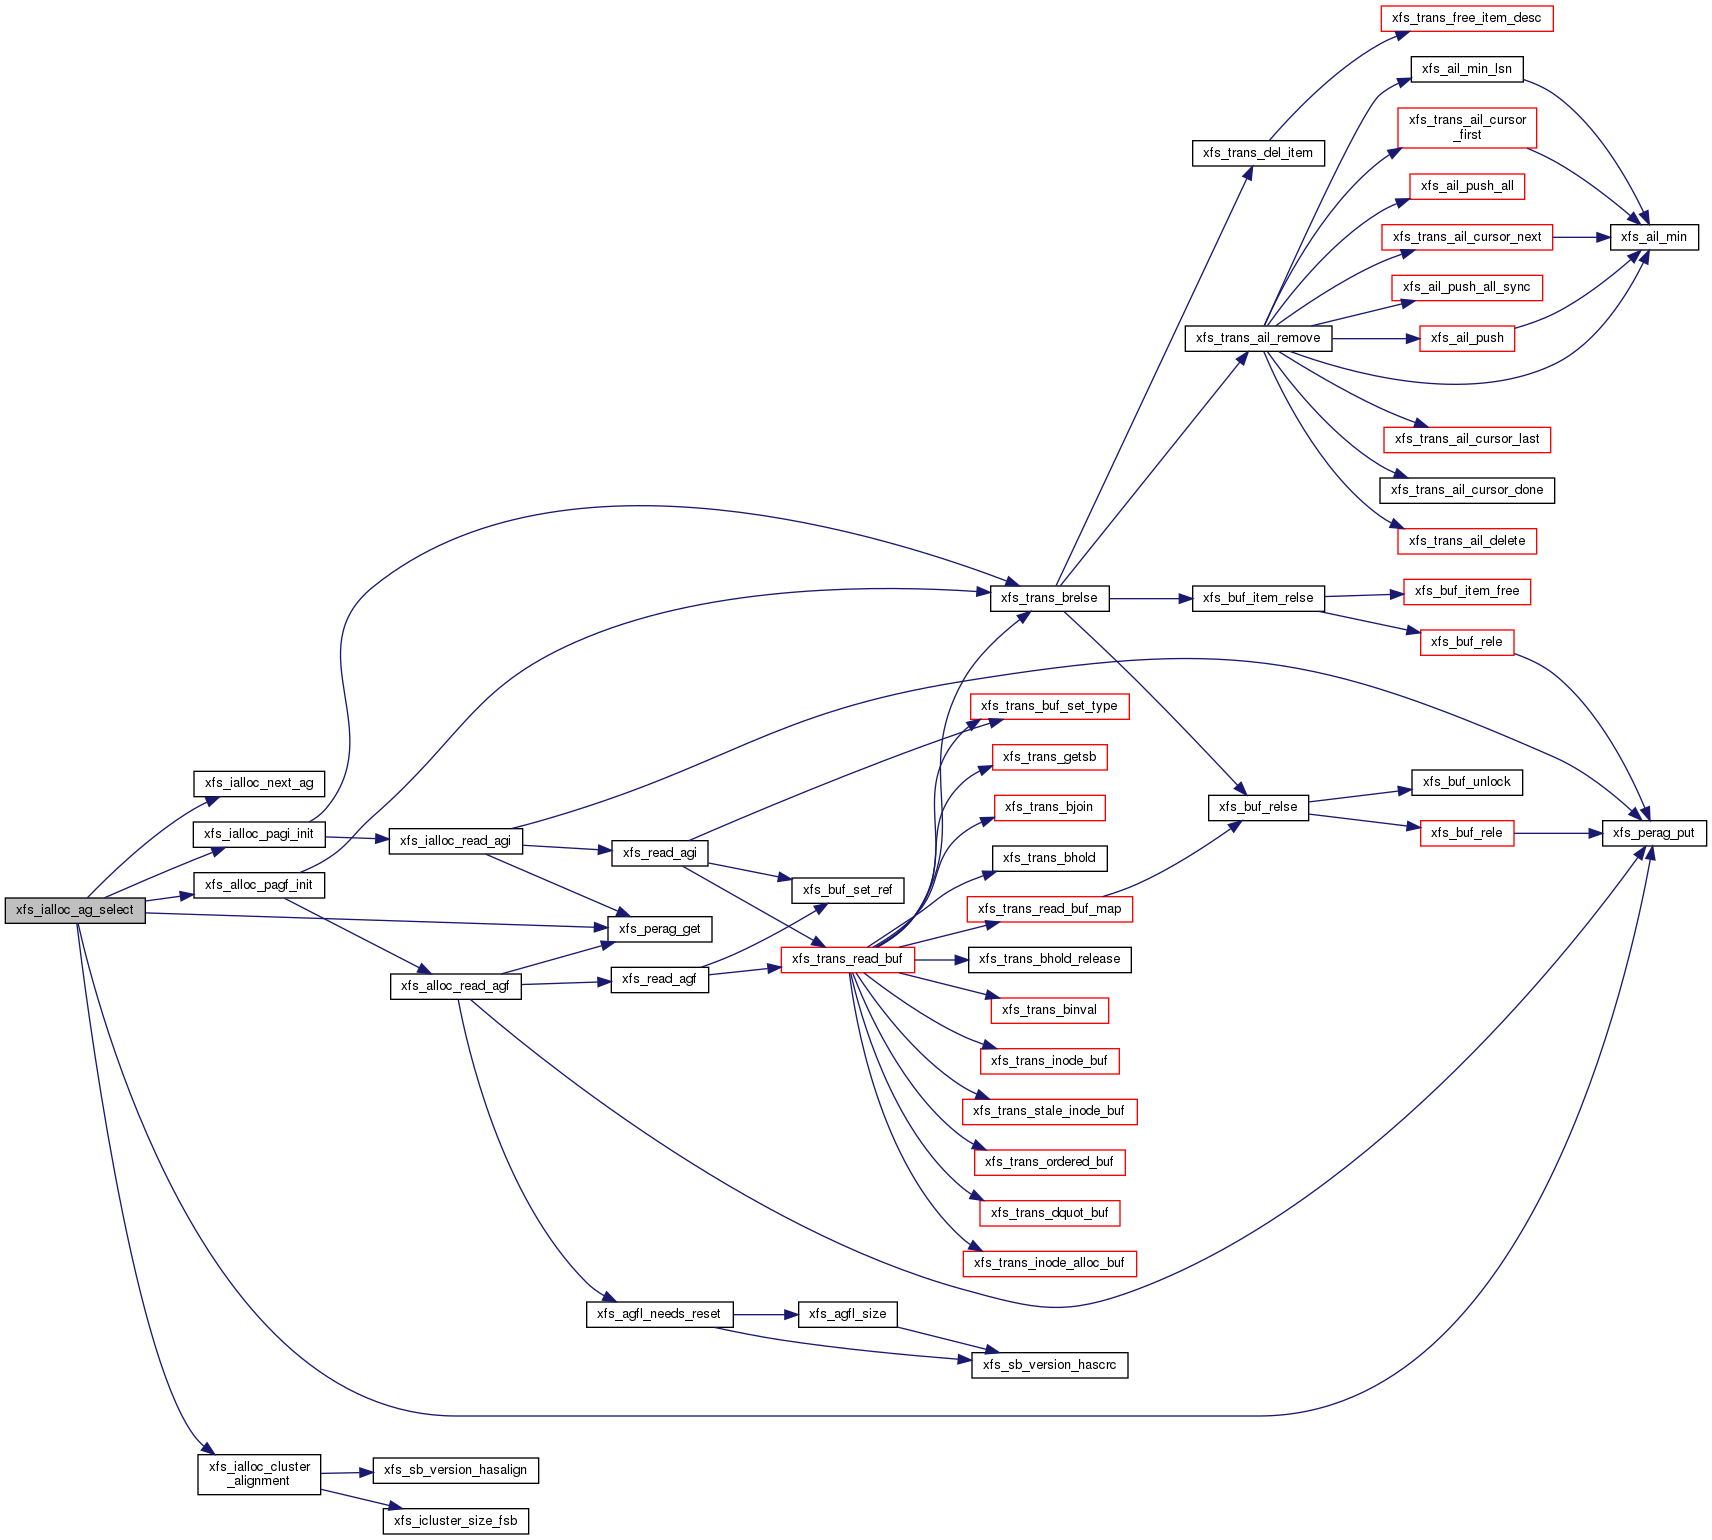 xfs_trans_free_item_desc
xfs_ail_min_lsn
xfs_trans_ail_cursor
_first
xfs_trans_del_item
xfs_ail_push_all
xfs_trans_ail_cursor_next
xfs_ail_min
xfs_ail_push_all_sync
xfs_trans_ail_remove
xfs_ail_push
xfs_trans_ail_cursor_last
xfs_trans_ail_cursor_done
xfs_trans_ail_delete
xfs_trans_brelse
xfs_buf_item_relse
xfs_buf_item_free
xfs_buf_rele
xfs_trans_buf_set_type
xfs_trans_getsb
xfs_ialloc_next_ag
xfs_buf_unlock
xfs_trans_bjoin
xfs_buf_relse
xfs_ialloc_pagi_init
xfs_ialloc_read_agi
xfs_buf_rele
xfs_perag_put
xfs_read_agi
xfs_trans_bhold
xfs_alloc_pagf_init
xfs_buf_set_ref
xfs_ialloc_ag_select
xfs_trans_read_buf_map
xfs_perag_get
xfs_trans_read_buf
xfs_trans_bhold_release
xfs_alloc_read_agf
xfs_read_agf
xfs_trans_binval
xfs_trans_inode_buf
xfs_trans_stale_inode_buf
xfs_trans_ordered_buf
xfs_trans_dquot_buf
xfs_trans_inode_alloc_buf
xfs_agfl_needs_reset
xfs_agfl_size
xfs_sb_version_hascrc
xfs_ialloc_cluster
_alignment
xfs_sb_version_hasalign
xfs_icluster_size_fsb